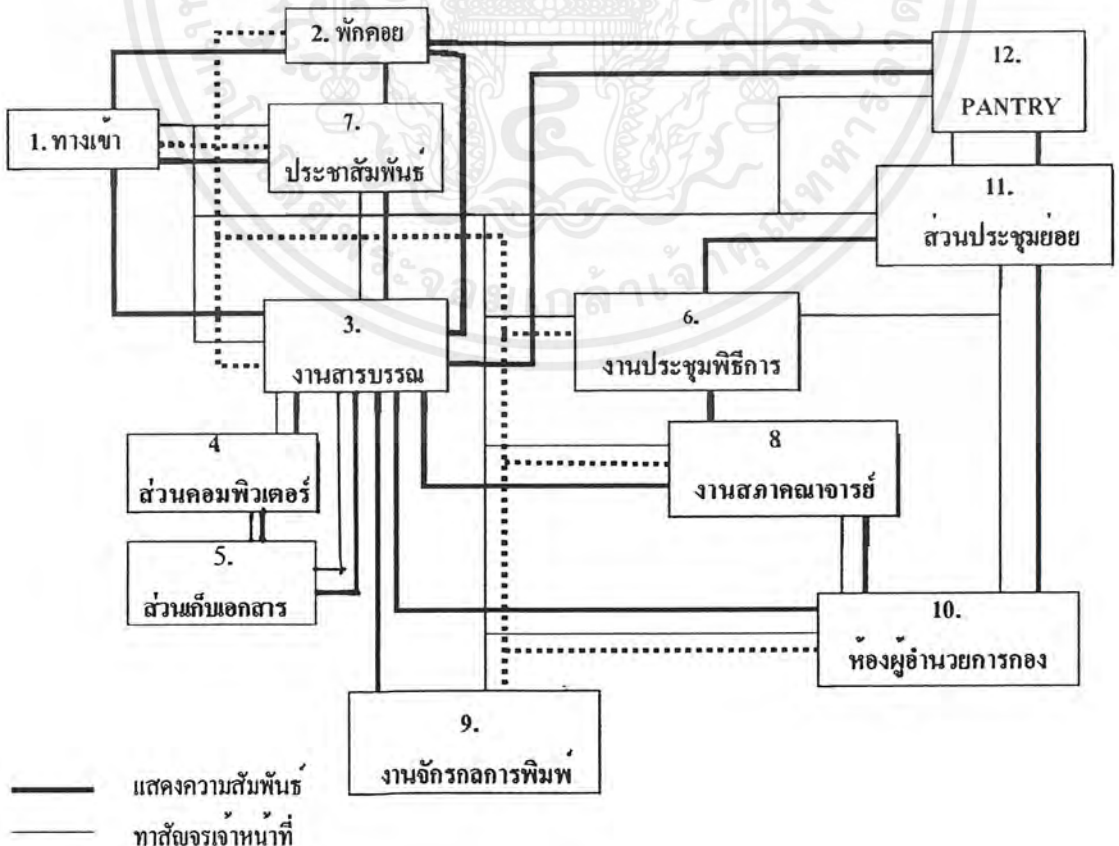 2. พักคอย
12.
PANTRY
1. ทางเข้า
7.
ประชาสัมพันธ์
11.
ส่วนประชุมย่อย
3.
งานสารบรรณ
6.
งานประชุมพิธีการ
4
ส่วนคอมพิวเตอร์
8
งานสภาคณาจารย์
5.
ส่วนเก็บเอกสาร
10.
ห้องผู้อำนวยการกอง
9.
งานจักรกลการพิมพ์
แสดงความสัมพันธ์
ทาสัญจรเจ้าหน้าที่